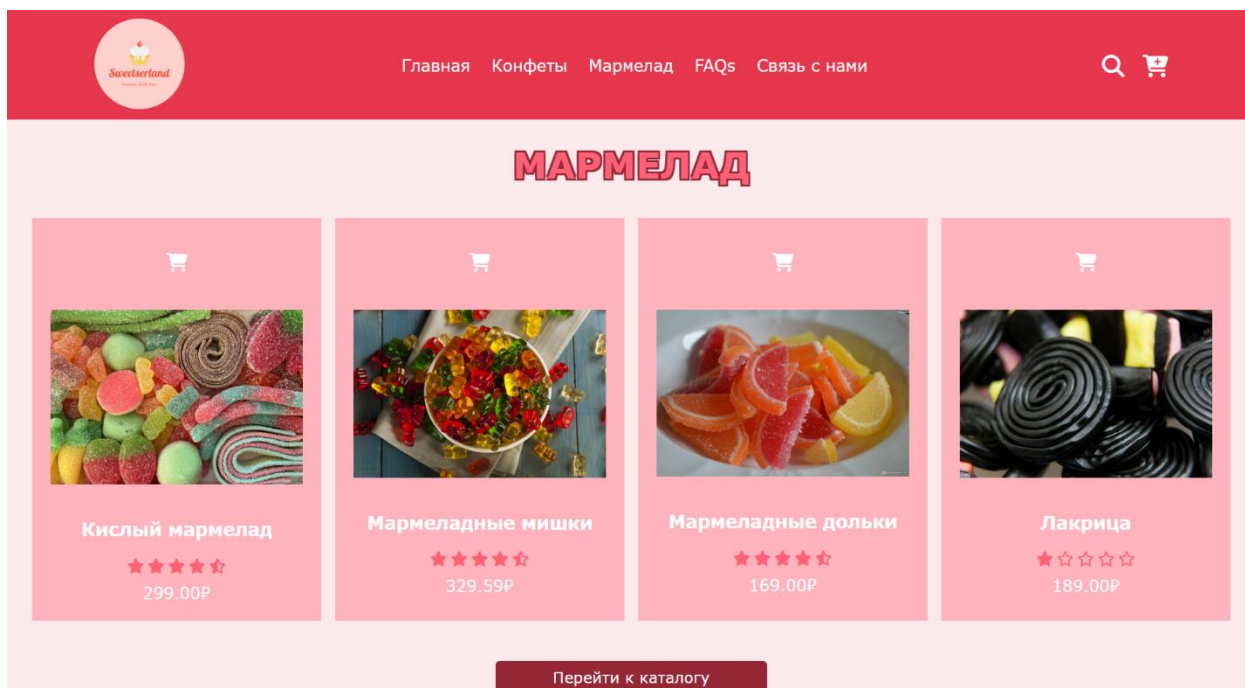 Sweetserland
Главная Конфеты Мармелад FAQs Связь с нами
МАРМЕЛАД
Кислый мармелад
299.00₽
Мармеладные мишки
329.59₽
Мармеладные дольки
169.00₽
Лакрица
189.00₽
Перейти к каталогу